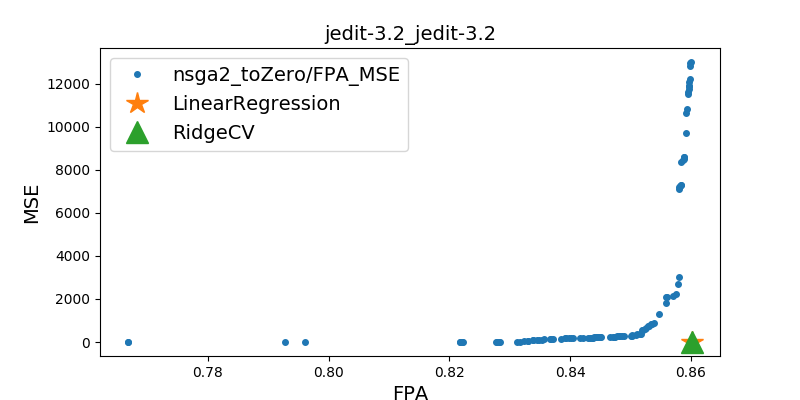 jedit-3.2_jedit-3.2
nsga2_toZero/FPA_MSE
LinearRegression
RidgeCV
MSE
12000
10000
8000
6000
4000
2000
0
0.78
0.80
0.82
0.84
0.86
FPA